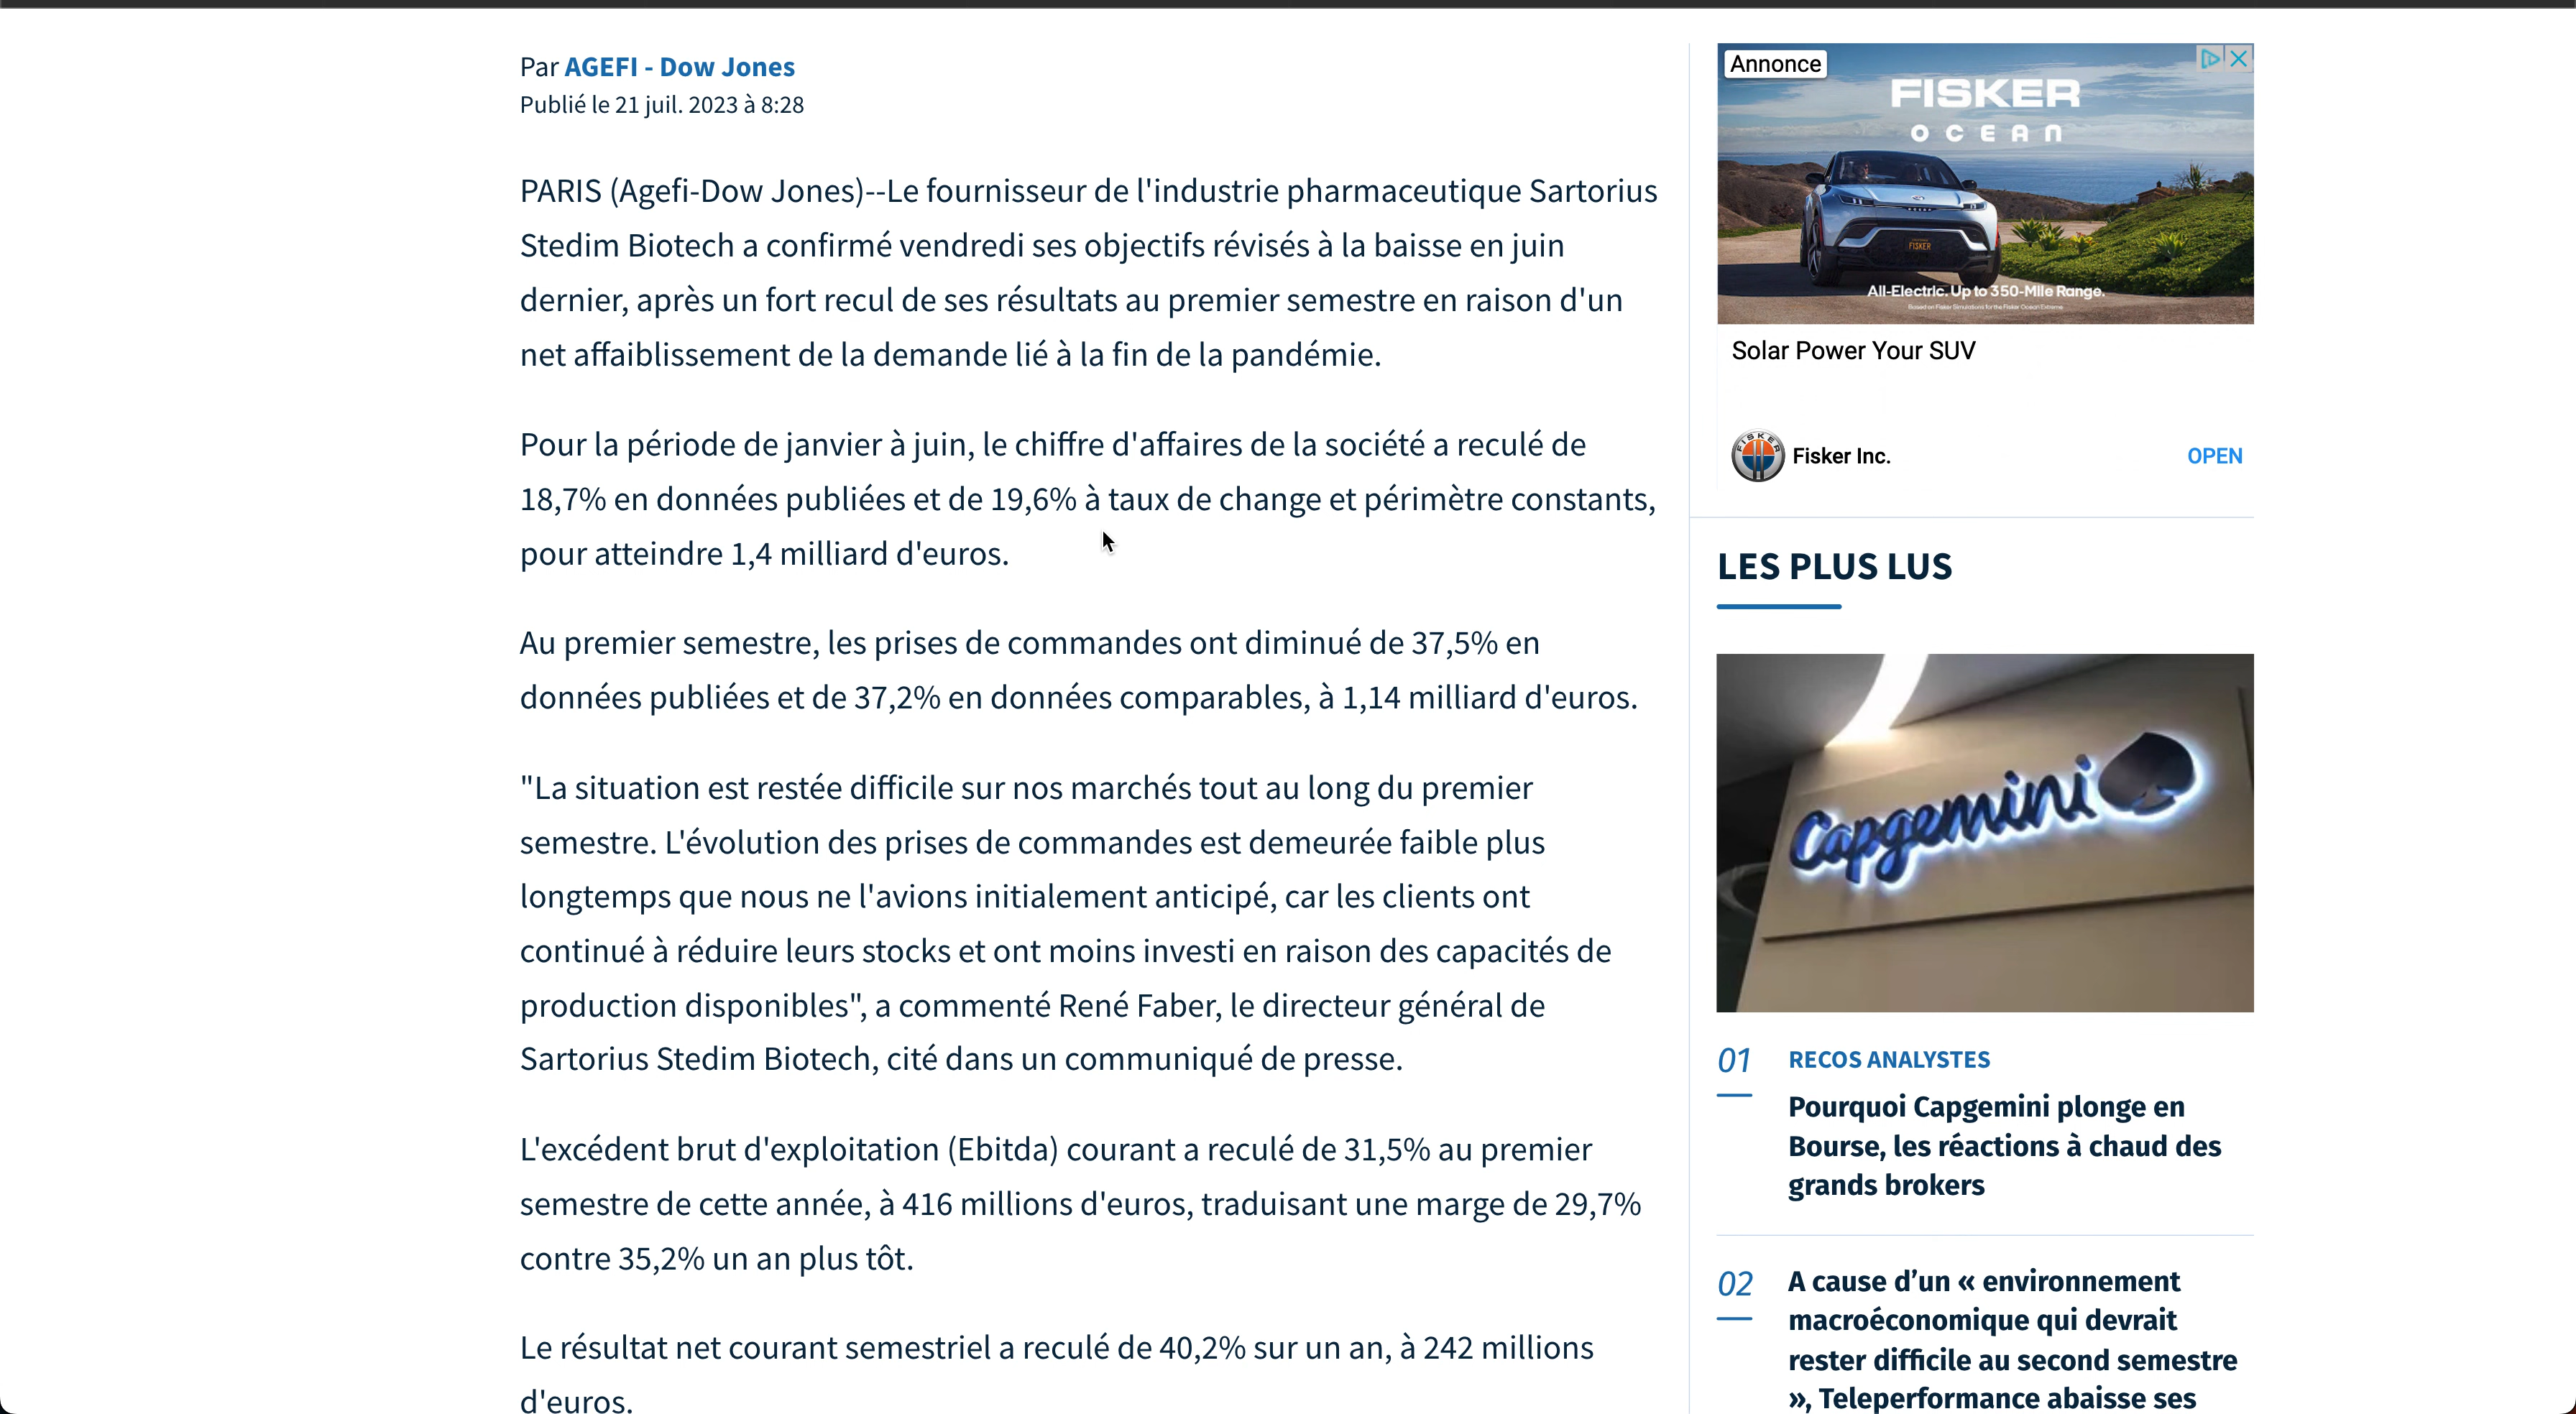 Par AGEFI - Dow Jones
Publié le 21 juil. 2023 à 8:28
PARIS (Agefi-Dow Jones)--Le fournisseur de l'industrie pharmaceutique Sartorius
Stedim Biotech a confirmé vendredi ses objectifs révisés à la baisse en juin
dernier, après un fort recul de ses résultats au premier semestre en raison d'un
net affaiblissement de la demande lié à la fin de la pandémie.
Pour la période de janvier à juin, le chiffre d'affaires de la société a reculé de
18,7% en données publiées et de 19,6% à taux de change et périmètre constants,
pour atteindre 1,4 milliard d'euros.
Au premier semestre, les prises de commandes ont diminué de 37,5% en
données publiées et de 37,2% en données comparables, à 1,14 milliard d'euros.
"La situation est restée difficile sur nos marchés tout au long du premier
semestre. L'évolution des prises de commandes est demeurée faible plus
longtemps que nous ne l'avions initialement anticipé, car les clients ont
continué à réduire leurs stocks et ont moins investi en raison des capacités de
production disponibles", a commenté René Faber, le directeur général de
Sartorius Stedim Biotech, cité dans un communiqué de presse.
L'excédent brut d'exploitation (Ebitda) courant a reculé de 31,5% au premier
semestre de cette année, à 416 millions d'euros, traduisant une marge de 29,7%
contre 35,2% un an plus tôt.
Le résultat net courant semestriel a reculé de 40,2% sur un an, à 242 millions
d'euros.
Annonce
FISKER
OCEAN
FISKER
All-Electric. Up to 350-Mile Range.
Based on Fisker Simulations for the Fisker Ocean Extreme
Solar Power Your SUV
FISKER
Fisker Inc.
OPEN
LES PLUS LUS
Capgemini
01
RECOS ANALYSTES
Pourquoi Capgemini plonge en
Bourse, les réactions à chaud des
grands brokers
02
A cause d’un « environnement
macroéconomique qui devrait
rester difficile au second semestre
», Teleperformance abaisse ses